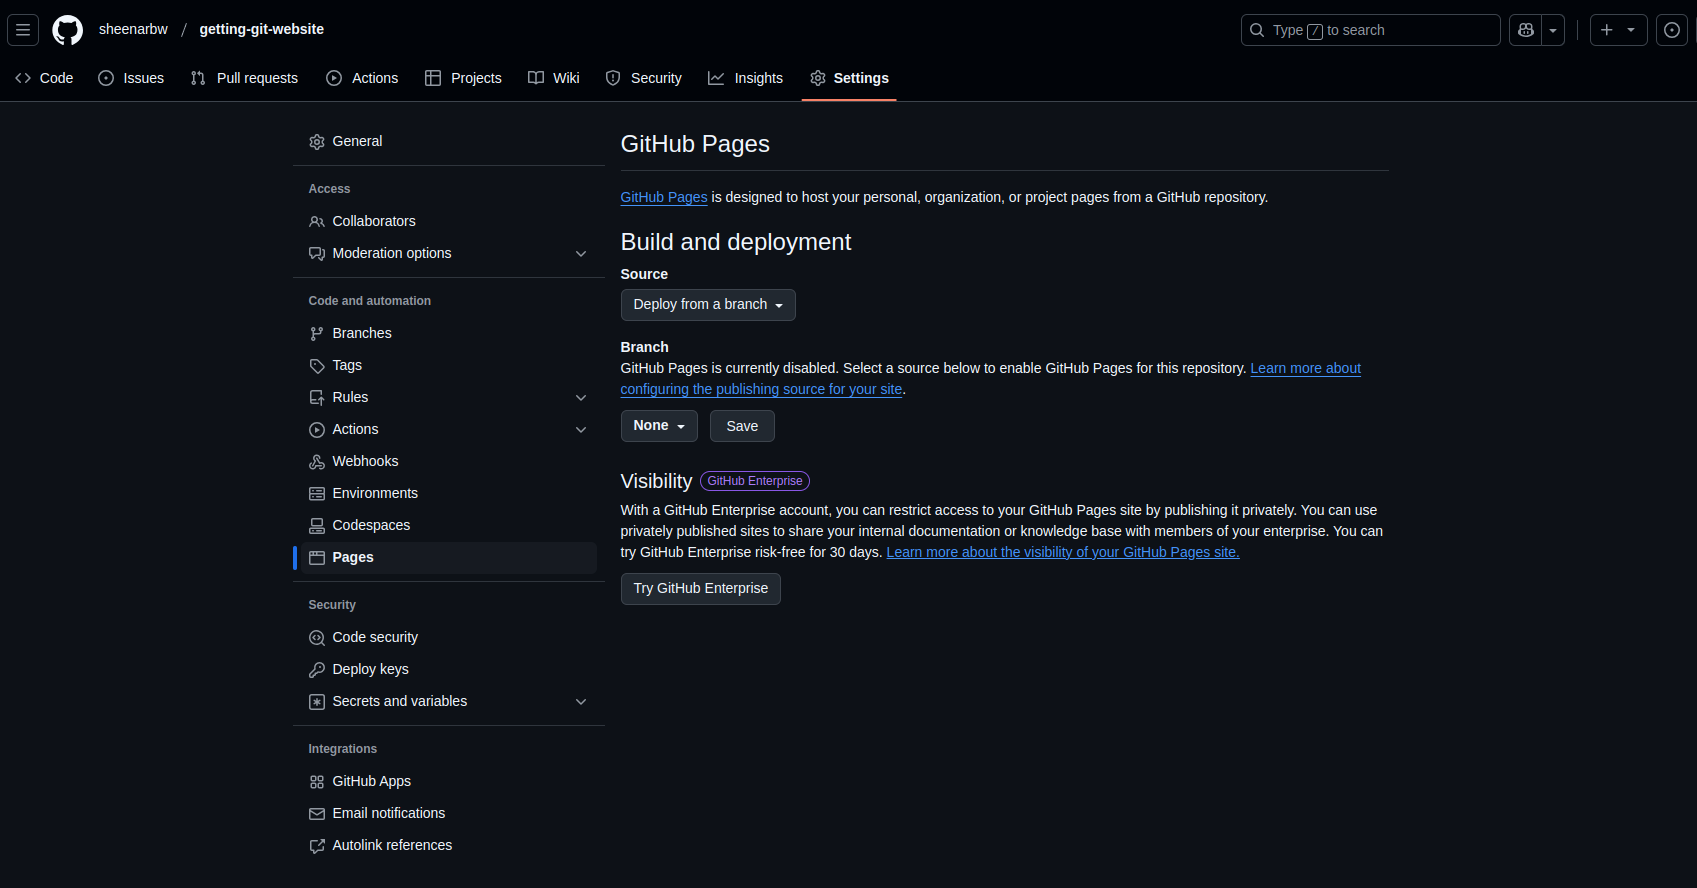 sheenarbw / getting-git-website
Type / to search
Code Issues Pull requests Actions Projects Wiki Security Insights Settings
General
Access
Collaborators
Moderation options
Code and automation
Branches
Tags
Rules
Actions
Webhooks
Environments
Codespaces
Pages
Security
Code security
Deploy keys
Secrets and variables
Integrations
GitHub Apps
Email notifications
Autolink references
GitHub Pages
GitHub Pages is designed to host your personal, organization, or project pages from a GitHub repository.
Build and deployment
Source
Deploy from a branch
Branch
GitHub Pages is currently disabled. Select a source below to enable GitHub Pages for this repository. Learn more about
configuring the publishing source for your site.
None Save
Visibility GitHub Enterprise
With a GitHub Enterprise account, you can restrict access to your GitHub Pages site by publishing it privately. You can use
privately published sites to share your internal documentation or knowledge base with members of your enterprise. You can
try GitHub Enterprise risk-free for 30 days. Learn more about the visibility of your GitHub Pages site.
Try GitHub Enterprise